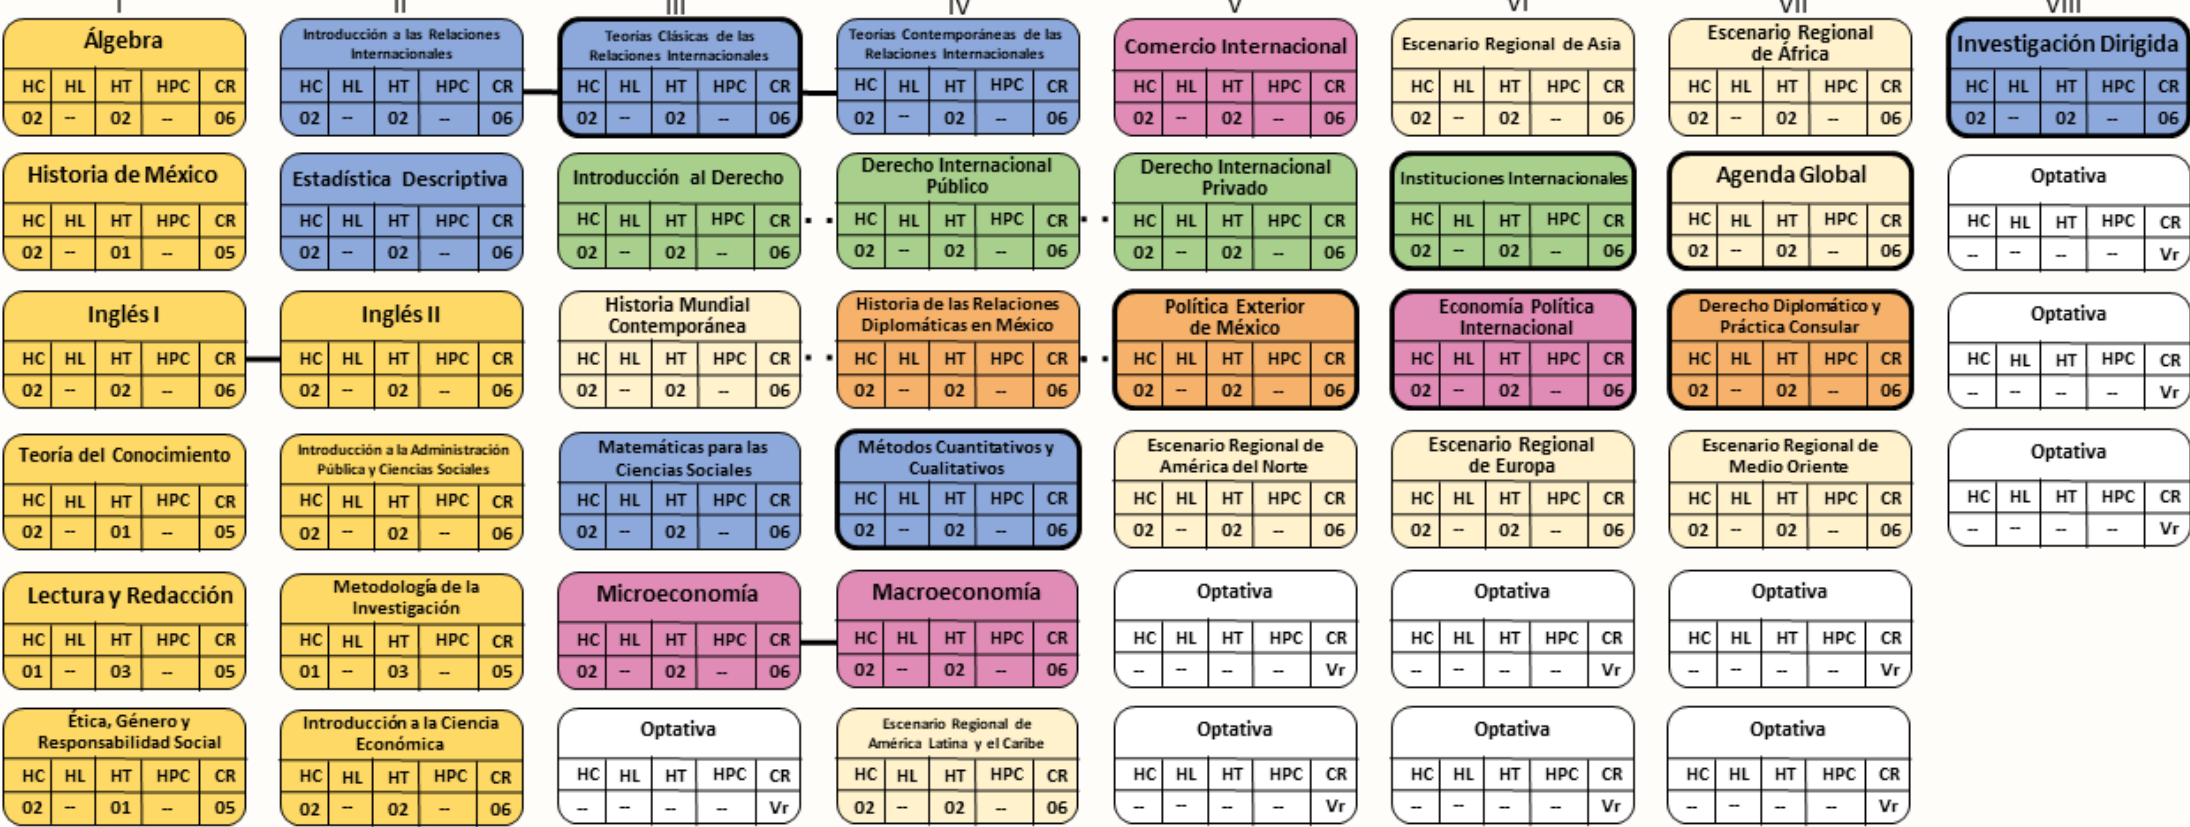 I II III IV V VI VII VIII
Álgebra
HC HL HT HPC CR
02 -- 02 -- 06
Introducción a las Relaciones
Internacionales
HC HL HT HPC CR
02 -- 02 -- 06
Teorías Clásicas de las
Relaciones Internacionales
HC HL HT HPC CR
02 -- 02 -- 06
Teorías Contemporáneas de las
Relaciones Internacionales
HC HL HT HPC CR
02 -- 02 -- 06
Comercio Internacional
HC HL HT HPC CR
02 -- 02 -- 06
Escenario Regional de Asia
HC HL HT HPC CR
02 -- 02 -- 06
Escenario Regional
de África
HC HL HT HPC CR
02 -- 02 -- 06
Investigación Dirigida
HC HL HT HPC CR
02 -- 02 -- 06
Historia de México
HC HL HT HPC CR
02 -- 01 -- 05
Estadística Descriptiva
HC HL HT HPC CR
02 -- 02 -- 06
Introducción al Derecho
HC HL HT HPC CR
02 -- 02 -- 06
Derecho Internacional
Público
HC HL HT HPC CR
02 -- 02 -- 06
Derecho Internacional
Privado
HC HL HT HPC CR
02 -- 02 -- 06
Instituciones Internacionales
HC HL HT HPC CR
02 -- 02 -- 06
Agenda Global
HC HL HT HPC CR
02 -- 02 -- 06
Optativa
HC HL HT HPC CR
-- -- -- -- Vr
Inglés I
HC HL HT HPC CR
02 -- 02 -- 06
Inglés II
HC HL HT HPC CR
02 -- 02 -- 06
Historia Mundial
Contemporánea
HC HL HT HPC CR
02 -- 02 -- 06
Historia de las Relaciones
Diplomáticas en México
HC HL HT HPC CR
02 -- 02 -- 06
Política Exterior
de México
HC HL HT HPC CR
02 -- 02 -- 06
Economía Política
Internacional
HC HL HT HPC CR
02 -- 02 -- 06
Derecho Diplomático y
Práctica Consular
HC HL HT HPC CR
02 -- 02 -- 06
Optativa
HC HL HT HPC CR
-- -- -- -- Vr
Teoría del Conocimiento
HC HL HT HPC CR
02 -- 01 -- 05
Introducción a la Administración
Pública y Ciencias Sociales
HC HL HT HPC CR
02 -- 02 -- 06
Matemáticas para las
Ciencias Sociales
HC HL HT HPC CR
02 -- 02 -- 06
Métodos Cuantitativos y
Cualitativos
HC HL HT HPC CR
02 -- 02 -- 06
Escenario Regional de
América del Norte
HC HL HT HPC CR
02 -- 02 -- 06
Escenario Regional
de Europa
HC HL HT HPC CR
02 -- 02 -- 06
Escenario Regional de
Medio Oriente
HC HL HT HPC CR
02 -- 02 -- 06
Optativa
HC HL HT HPC CR
-- -- -- -- Vr
Lectura y Redacción
HC HL HT HPC CR
01 -- 03 -- 05
Metodología de la
Investigación
HC HL HT HPC CR
01 -- 03 -- 05
Microeconomía
HC HL HT HPC CR
02 -- 02 -- 06
Macroeconomía
HC HL HT HPC CR
02 -- 02 -- 06
Optativa
HC HL HT HPC CR
-- -- -- -- Vr
Optativa
HC HL HT HPC CR
-- -- -- -- Vr
Optativa
HC HL HT HPC CR
-- -- -- -- Vr
Ética, Género y
Responsabilidad Social
HC HL HT HPC CR
02 -- 01 -- 05
Introducción a la Ciencia
Económica
HC HL HT HPC CR
02 -- 02 -- 06
Optativa
HC HL HT HPC CR
-- -- -- -- Vr
Escenario Regional de
América Latina y el Caribe
HC HL HT HPC CR
02 -- 02 -- 06
Optativa
HC HL HT HPC CR
-- -- -- -- Vr
Optativa
HC HL HT HPC CR
-- -- -- -- Vr
Optativa
HC HL HT HPC CR
-- -- -- -- Vr